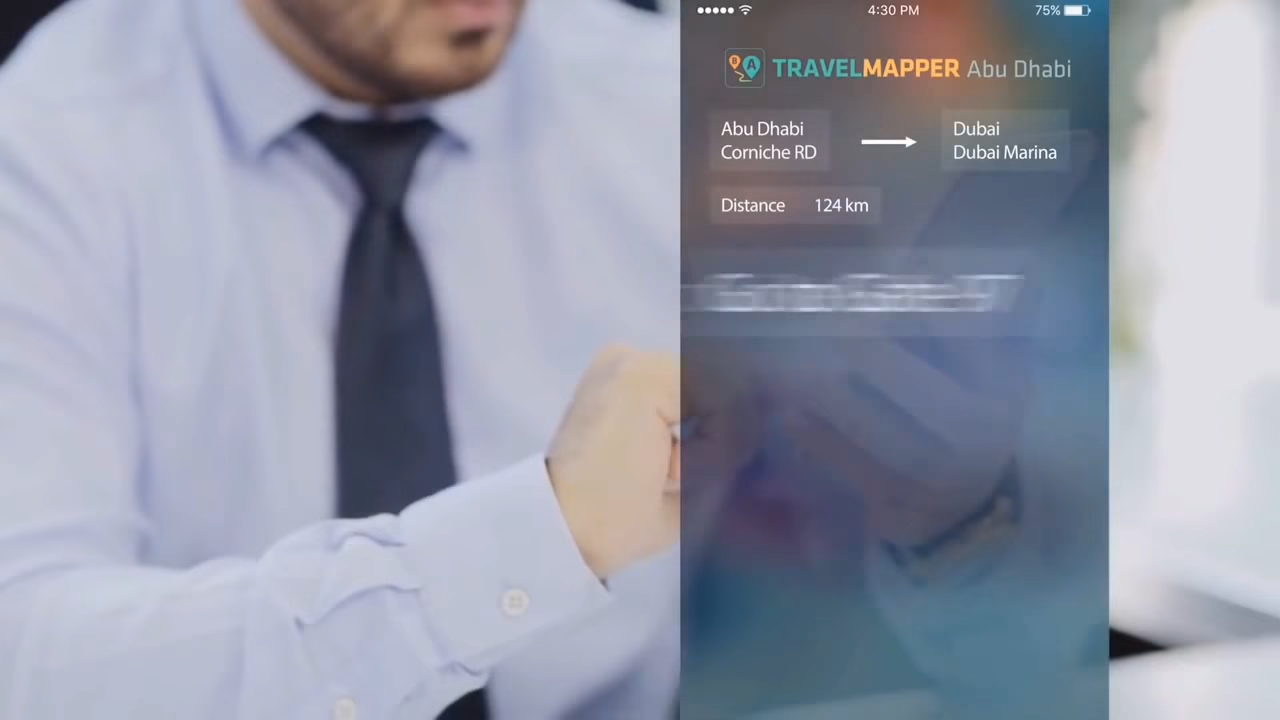 4:30 PM
75%
B A
TRAVELMAPPER Abu Dhabi
Abu Dhabi
Corniche RD
Dubai
Dubai Marina
Distance 124 km